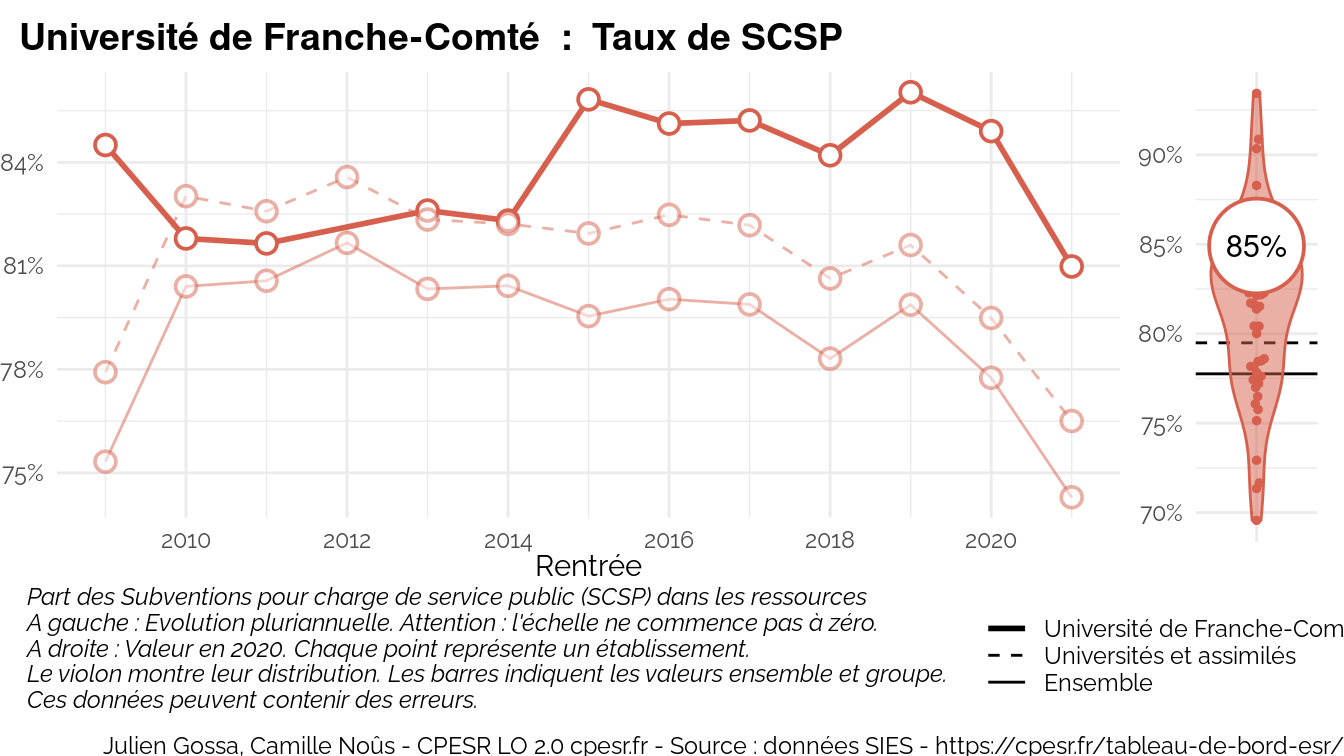 Université de Franche-Comté : Taux de SCSP
84%
81%
78%
75%
2010 2012 2014 2016 2018 2020
Rentrée
90%
85%
80%
75%
70%
85%
Part des Subventions pour charge de service public (SCSP) dans les ressources
A gauche : Evolution pluriannuelle. Attention : l'échelle ne commence pas à zéro.
A droite : Valeur en 2020. Chaque point représente un établissement.
Le violon montre leur distribution. Les barres indiquent les valeurs ensemble et groupe.
Ces données peuvent contenir des erreurs.
Université de Franche-Com
Universités et assimilés
Ensemble
Julien Gossa, Camille Noûs - CPESR LO 2.0 cpesr.fr - Source : données SIES - https://cpesr.fr/tableau-de-bord-esr/